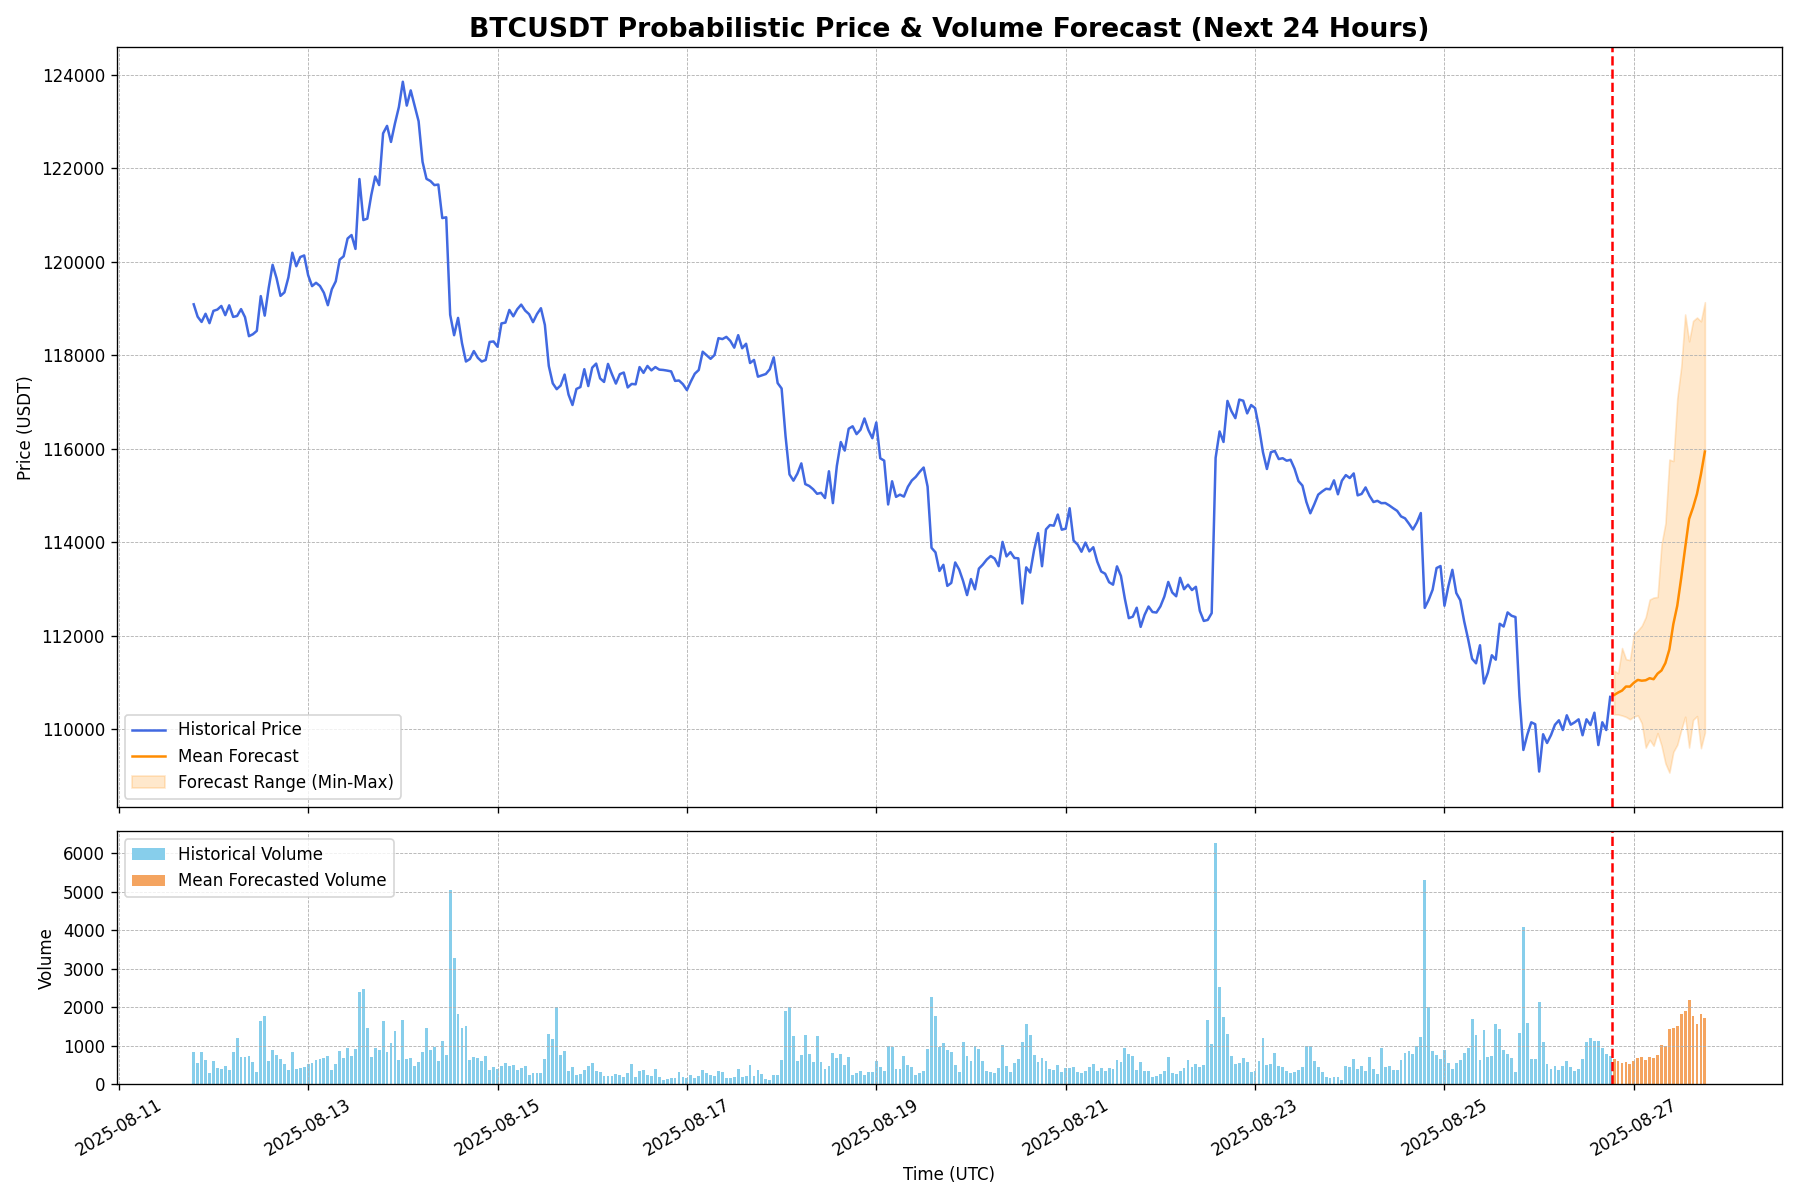 BTCUSDT Probabilistic Price & Volume Forecast (Next 24 Hours)
124000
122000
120000
118000
116000
114000
112000
110000
Price (USDT)
Historical Price
Mean Forecast
Forecast Range (Min-Max)
6000
5000
4000
3000
2000
1000
0
Volume
Historical Volume
Mean Forecasted Volume
2025-08-11
2025-08-13
2025-08-15
2025-08-17
2025-08-19
2025-08-21
2025-08-23
2025-08-25
2025-08-27
Time (UTC)